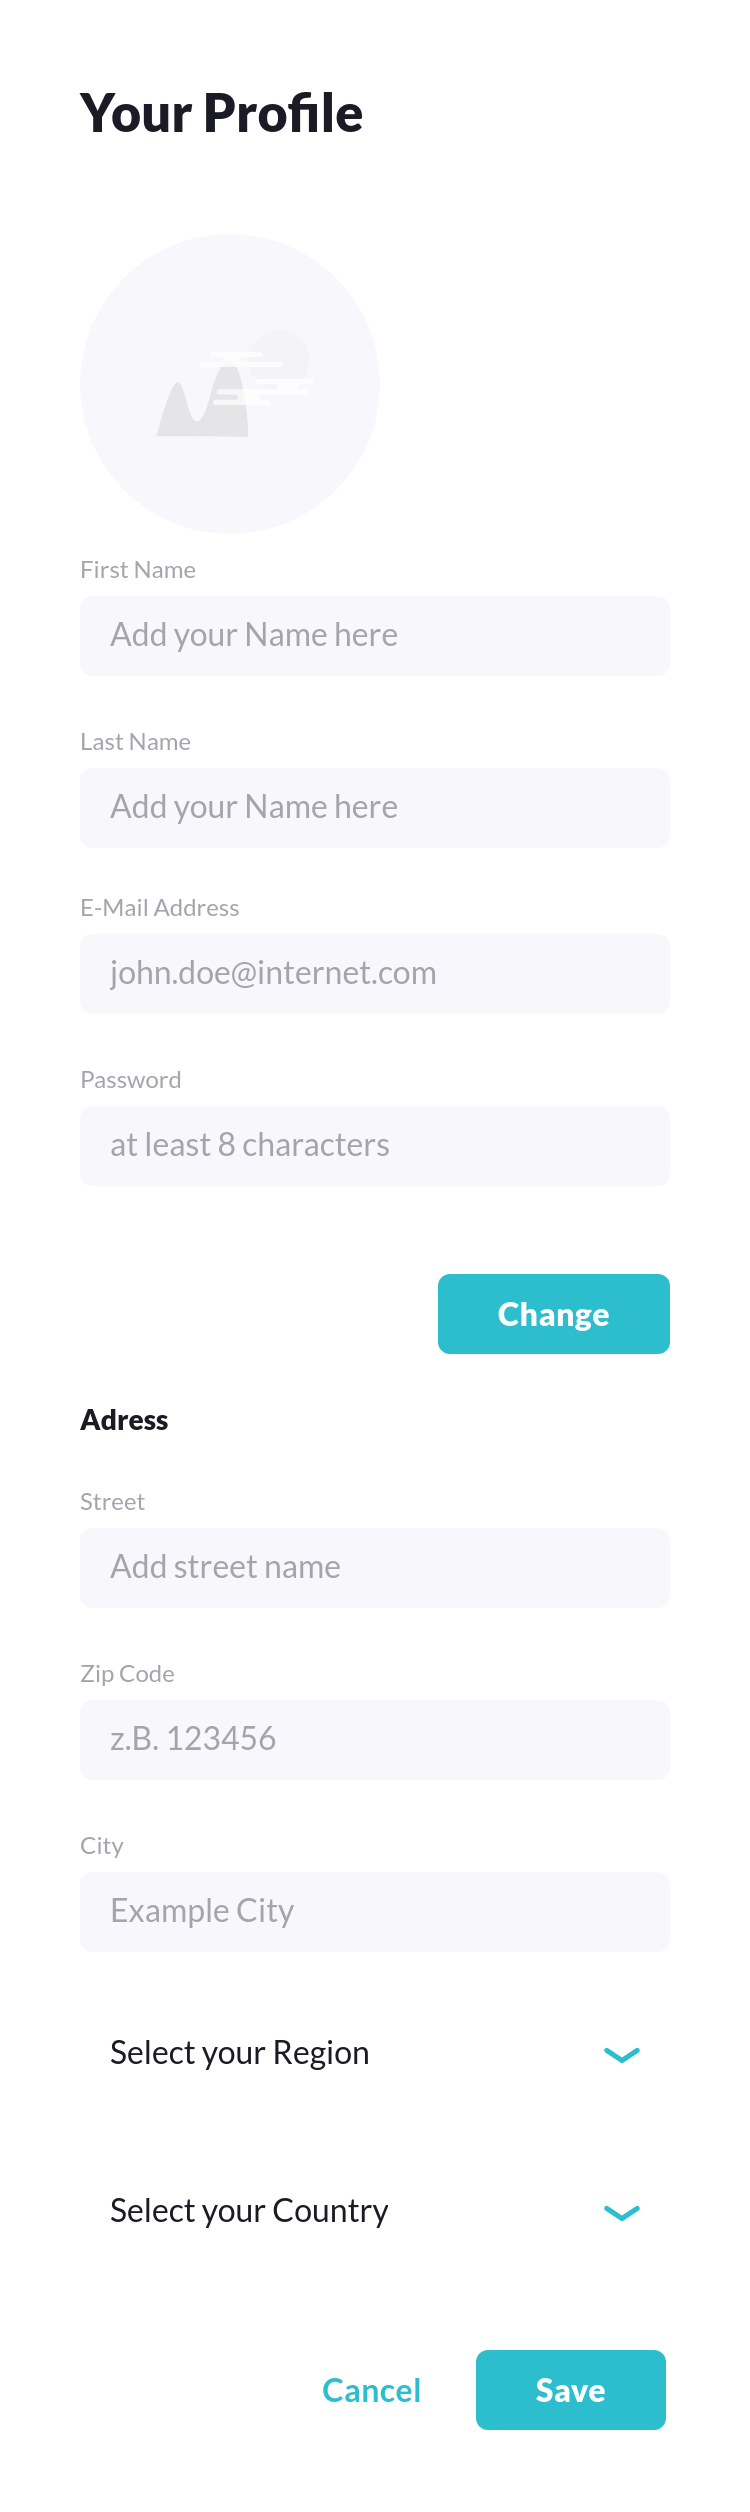 Your Profile
First Name
Add your Name here
Last Name
Add your Name here
E-Mail Address
john.doe@internet.com
Password
at least 8 characters
Change
Adress
Street
Add street name
Zip Code
z.B. 123456
City
Example City
Select your Region
Select your Country
Cancel
Save